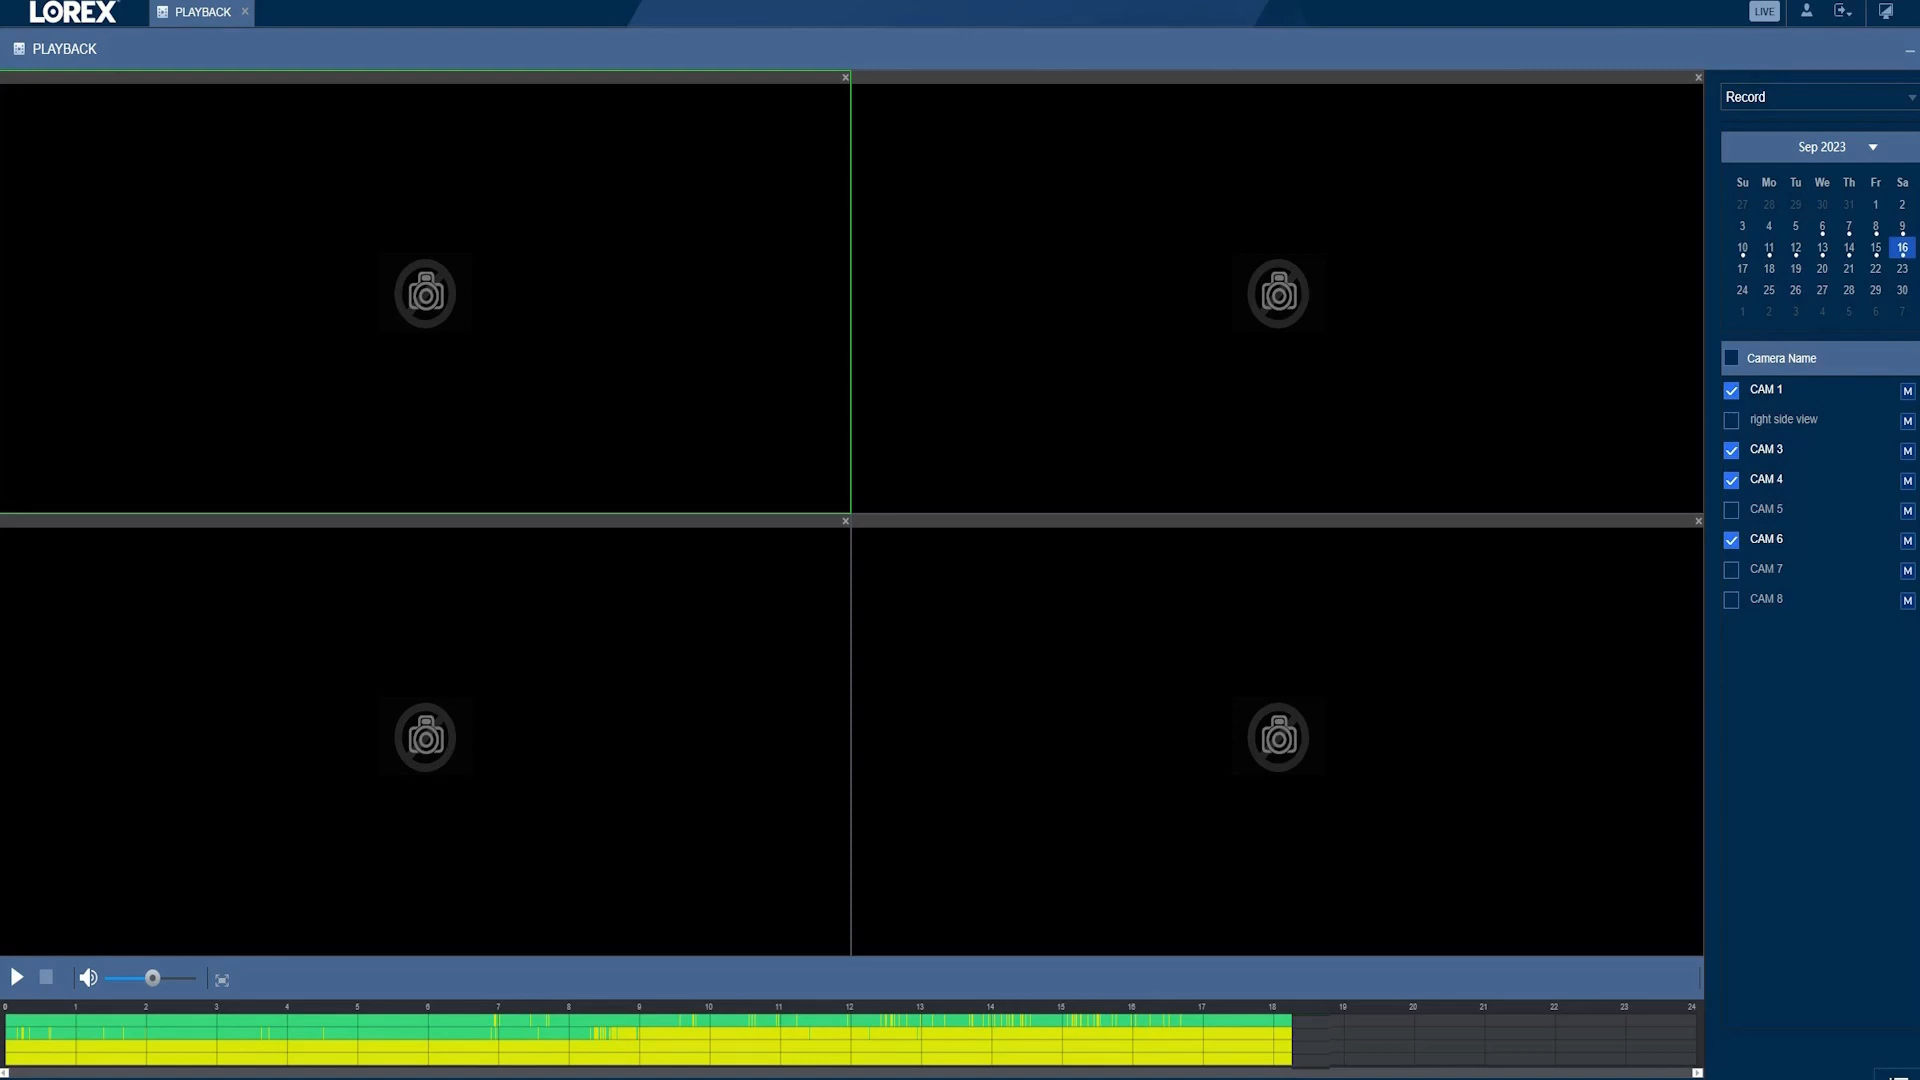 LOREX
PLAYBACK ×
LIVE
PLAYBACK
Record
Sep 2023
Su Mo Tu We Th Fr Sa
27 28 29 30 31 1 2
3 4 5 6 7 8 9
10 11 12 13 14 15 16
17 18 19 20 21 22 23
24 25 26 27 28 29 30
1 2 3 4 5 6 7
Camera Name
CAM 1 M
right side view M
CAM 3 M
CAM 4 M
CAM 5 M
CAM 6 M
CAM 7 M
CAM 8 M
0 1 2 3 4 5 6 7 8 9 10 11 12 13 14 15 16 17 18 19 20 21 22 23 24